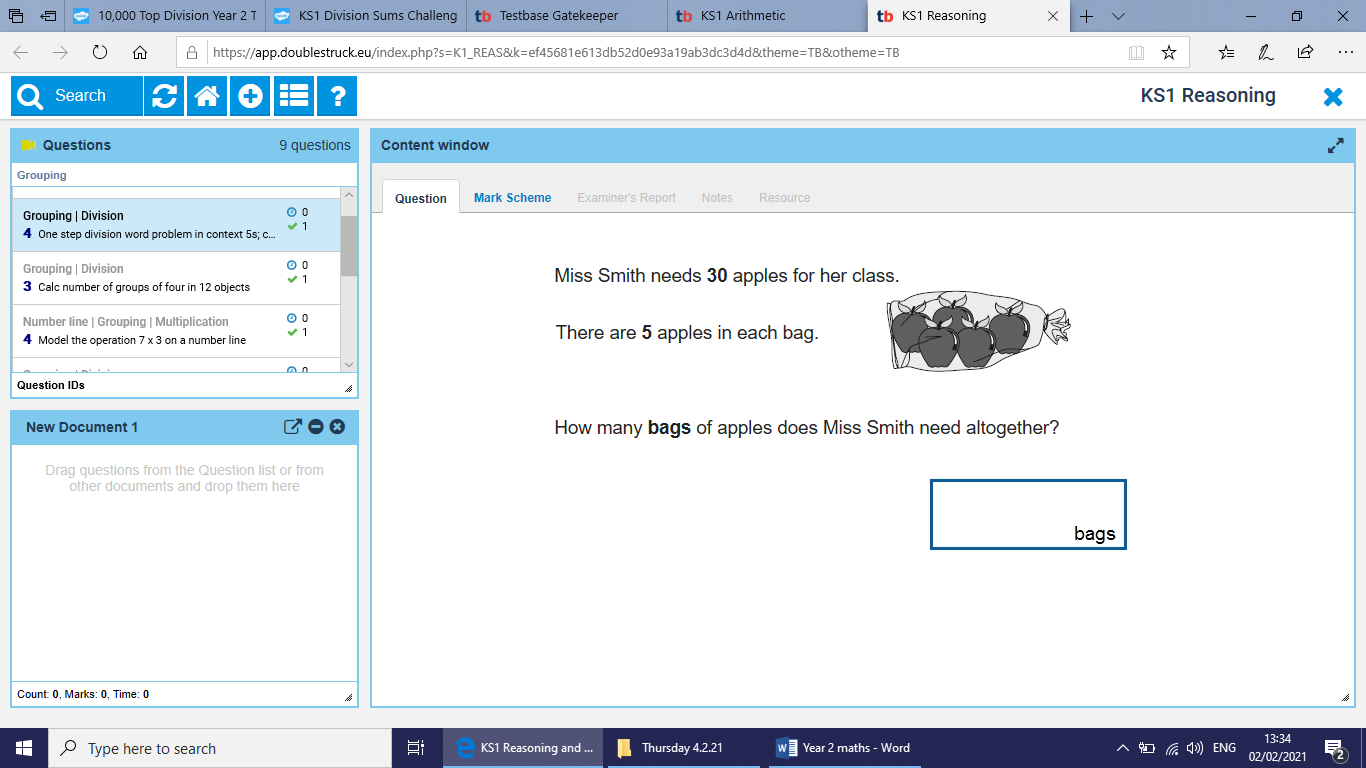 10,000 Top Division Year 2 T
KS1 Division Sums Challeng
tb Testbase Gatekeeper
tb KS1 Arithmetic
tb KS1 Reasoning
https://app.doublestruck.eu/index.php?s=K1_REAS&k=ef45681e613db52d0e93a19ab3dc3d4d&theme=TB&otheme=TB
Search
?
KS1 Reasoning
Questions 9 questions
Grouping
Grouping | Division 0
4 One step division word problem in context 5s; c... 1
Grouping | Division 0
3 Calc number of groups of four in 12 objects 1
Number line | Grouping | Multiplication 0
4 Model the operation 7 x 3 on a number line 1
Question IDs
New Document 1
Drag questions from the Question list or from
other documents and drop them here
Count: 0, Marks: 0, Time: 0
Content window
Question Mark Scheme Examiner's Report Notes Resource
Miss Smith needs 30 apples for her class.
There are 5 apples in each bag.
How many bags of apples does Miss Smith need altogether?
bags
Type here to search
KS1 Reasoning and ...
Thursday 4.2.21
Year 2 maths - Word
ENG
13:34
02/02/2021
2